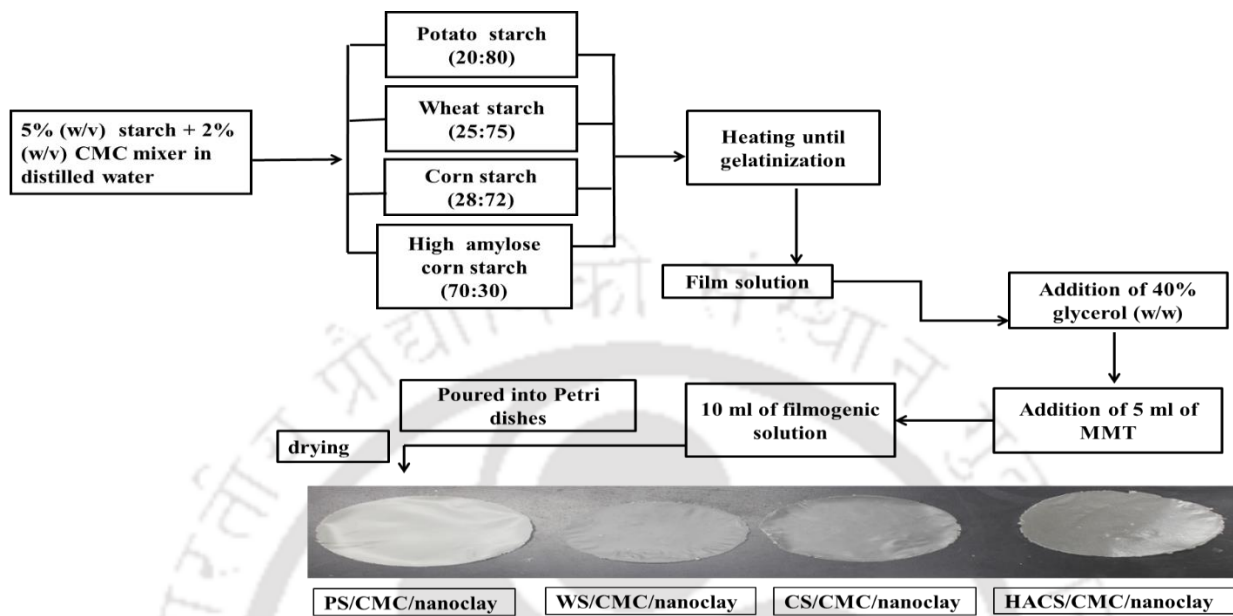 Potato starch
(20:80)
5% (w/v) starch + 2%
(w/v) CMC mixer in
distilled water
Wheat starch
(25:75)
Corn starch
(28:72)
High amylose
corn starch
(70:30)
Heating until
gelatinization
Film solution
Addition of 40%
glycerol (w/w)
Addition of 5 ml of
MMT
10 ml of filmogenic
solution
Poured into Petri
dishes
drying
PS/CMC/nanoclay
WS/CMC/nanoclay
CS/CMC/nanoclay
HACS/CMC/nanoclay